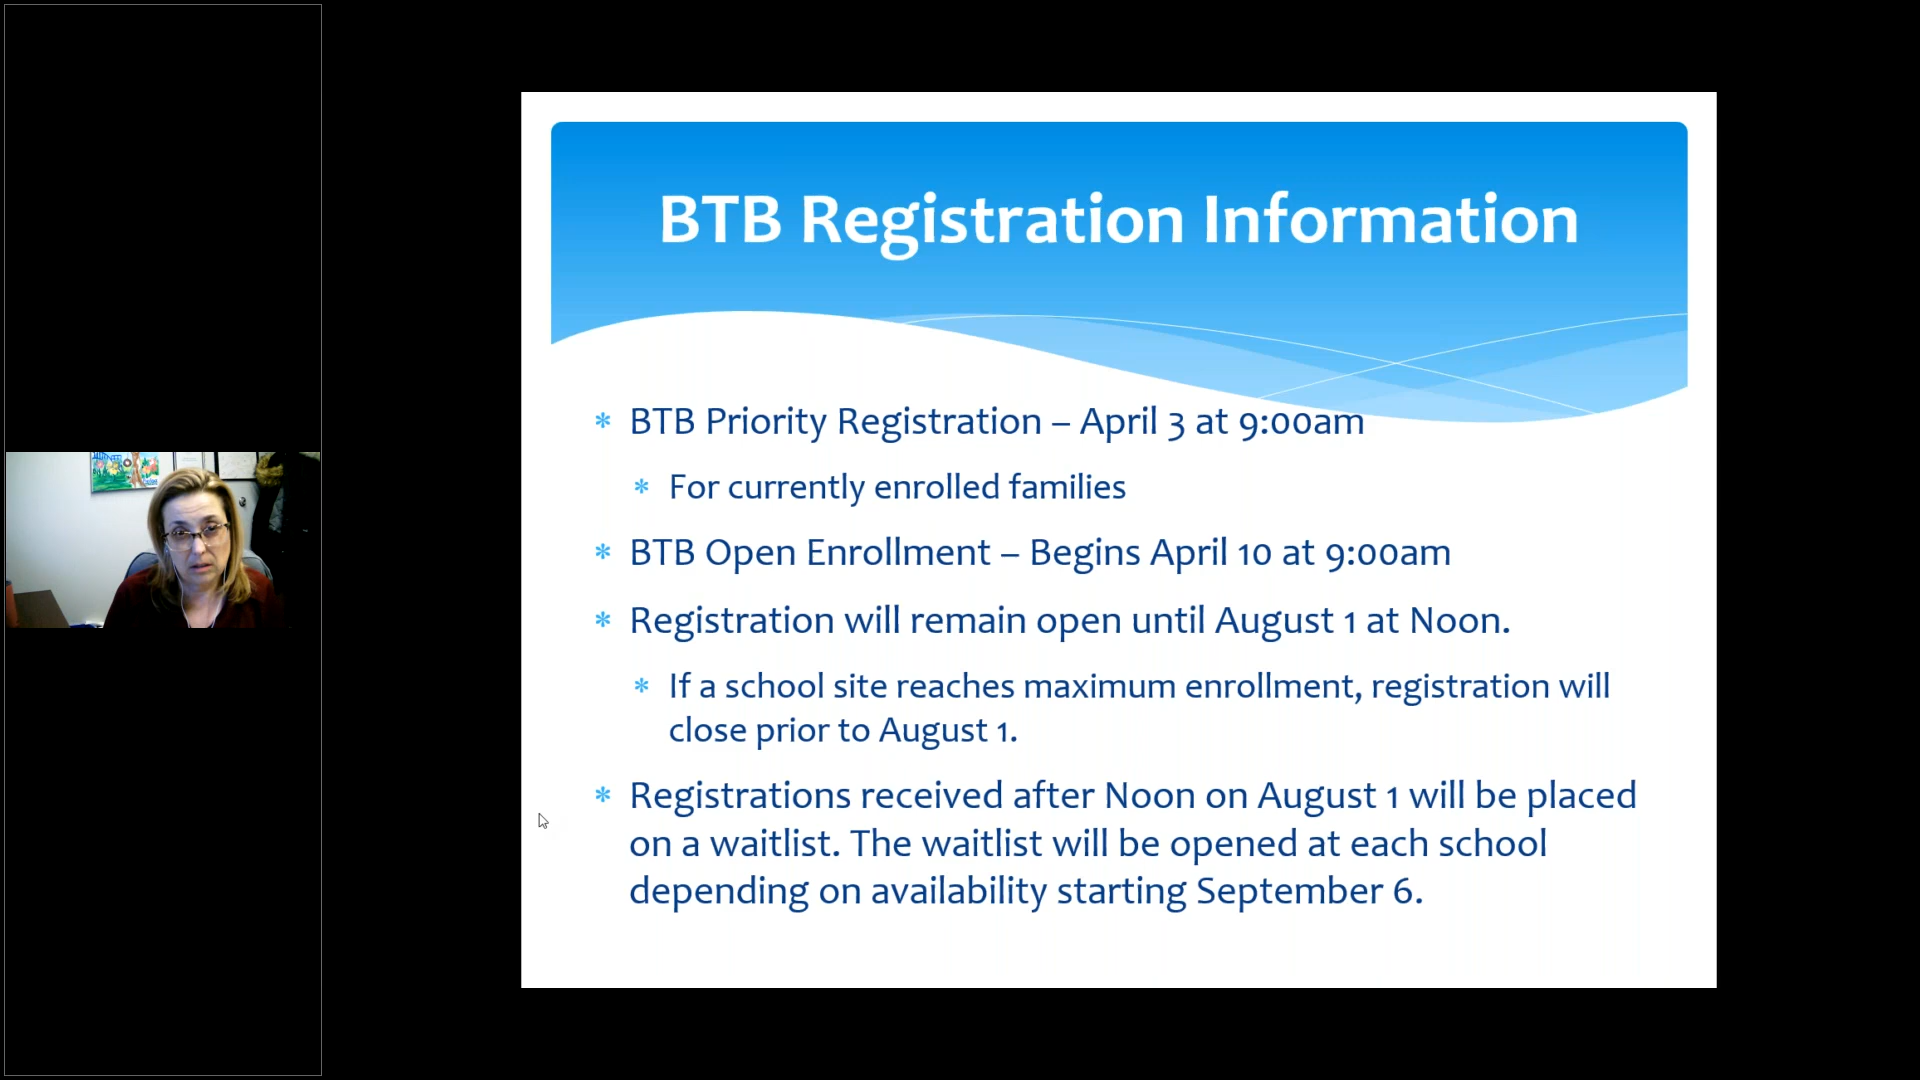 BTB Registration Information
* BTB Priority Registration – April 3 at 9:00am
* For currently enrolled families
* BTB Open Enrollment – Begins April 10 at 9:00am
* Registration will remain open until August 1 at Noon.
* If a school site reaches maximum enrollment, registration will
close prior to August 1.
* Registrations received after Noon on August 1 will be placed
on a waitlist. The waitlist will be opened at each school
depending on availability starting September 6.